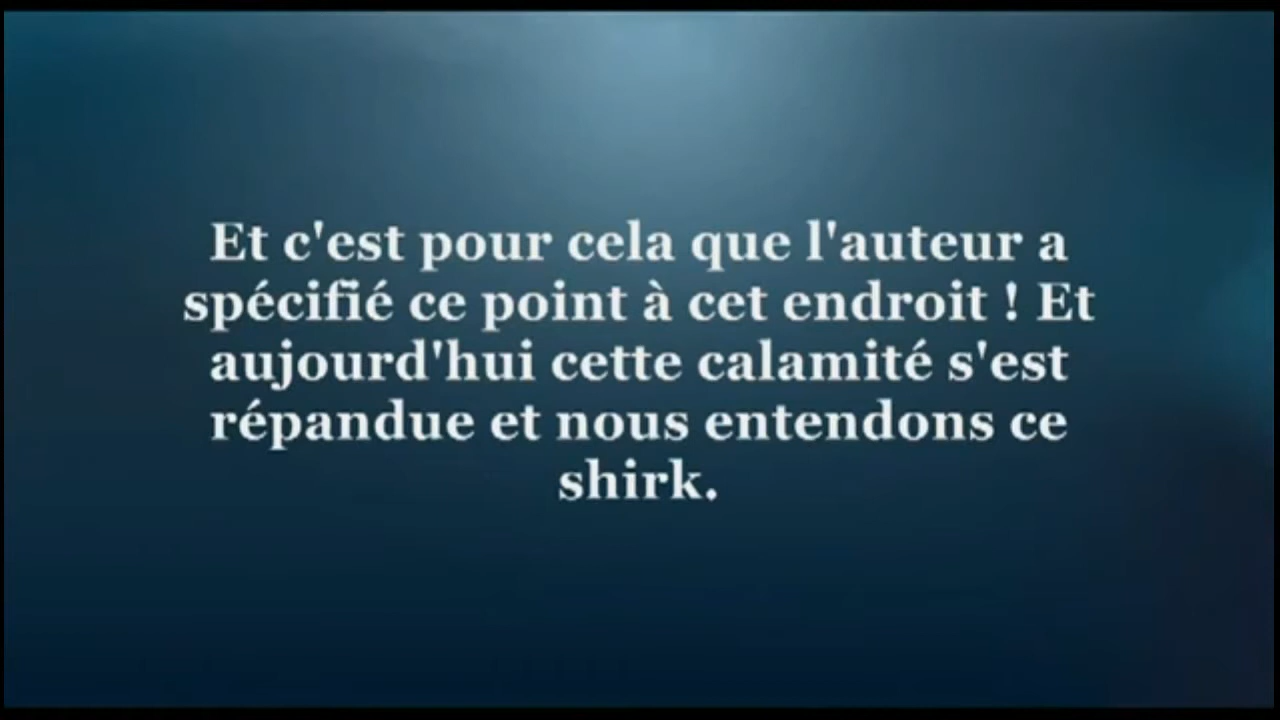 Et c'est pour cela que l'auteur a
spécifié ce point à cet endroit ! Et
aujourd'hui cette calamité s'est
répandue et nous entendons ce
shirk.